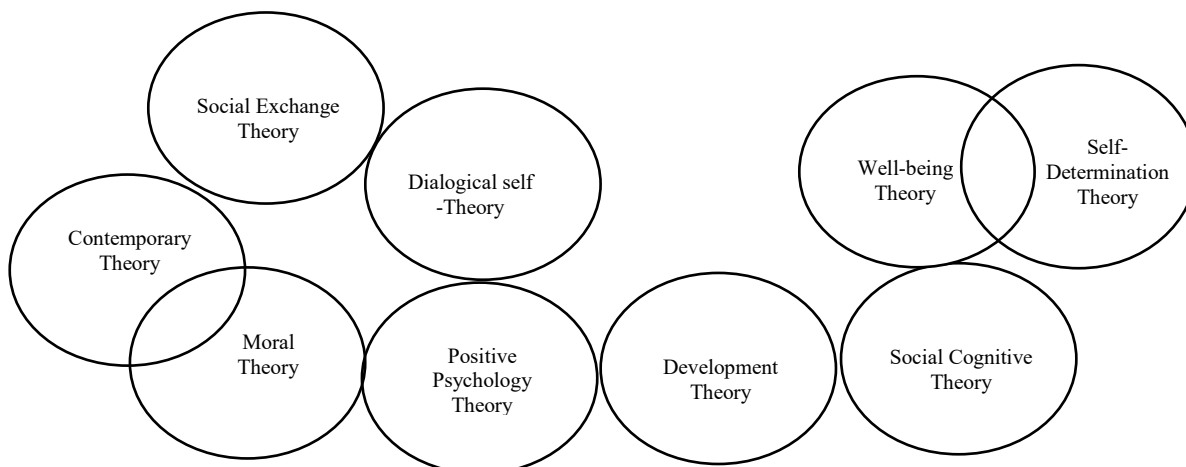 Social Exchange
Theory
Dialogical self
-Theory
Well-being
Theory
Self-
Determination
Theory
Contemporary
Theory
Moral
Theory
Positive
Psychology
Theory
Development
Theory
Social Cognitive
Theory